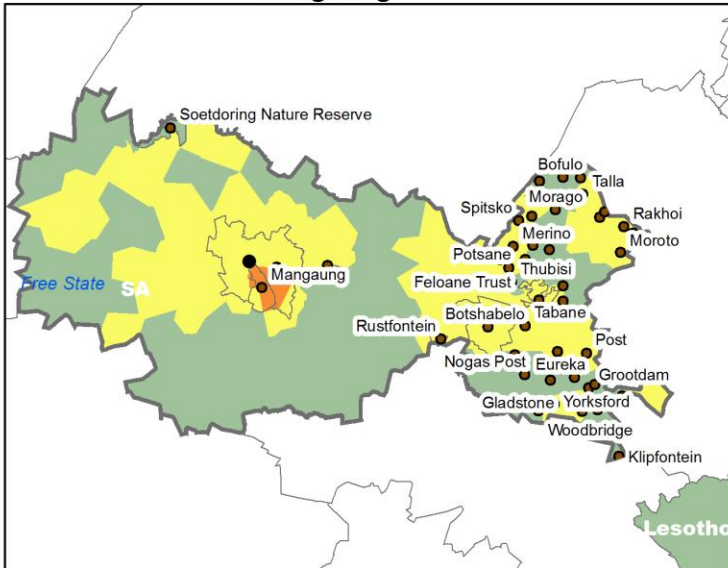 Soetdoring Nature Reserve
Bofulo
Talla
Morago
Spitsko
Rakhoi
Merino
Moroto
Potsane
Thubisi
Mangaung
Feloane Trust
Free State
SA
Botshabelo
Tabane
Rustfontein
Post
Nogas Post
Eureka
Grootdam
Gladstone
Yorksford
Woodbridge
Klipfontein
Lesotho